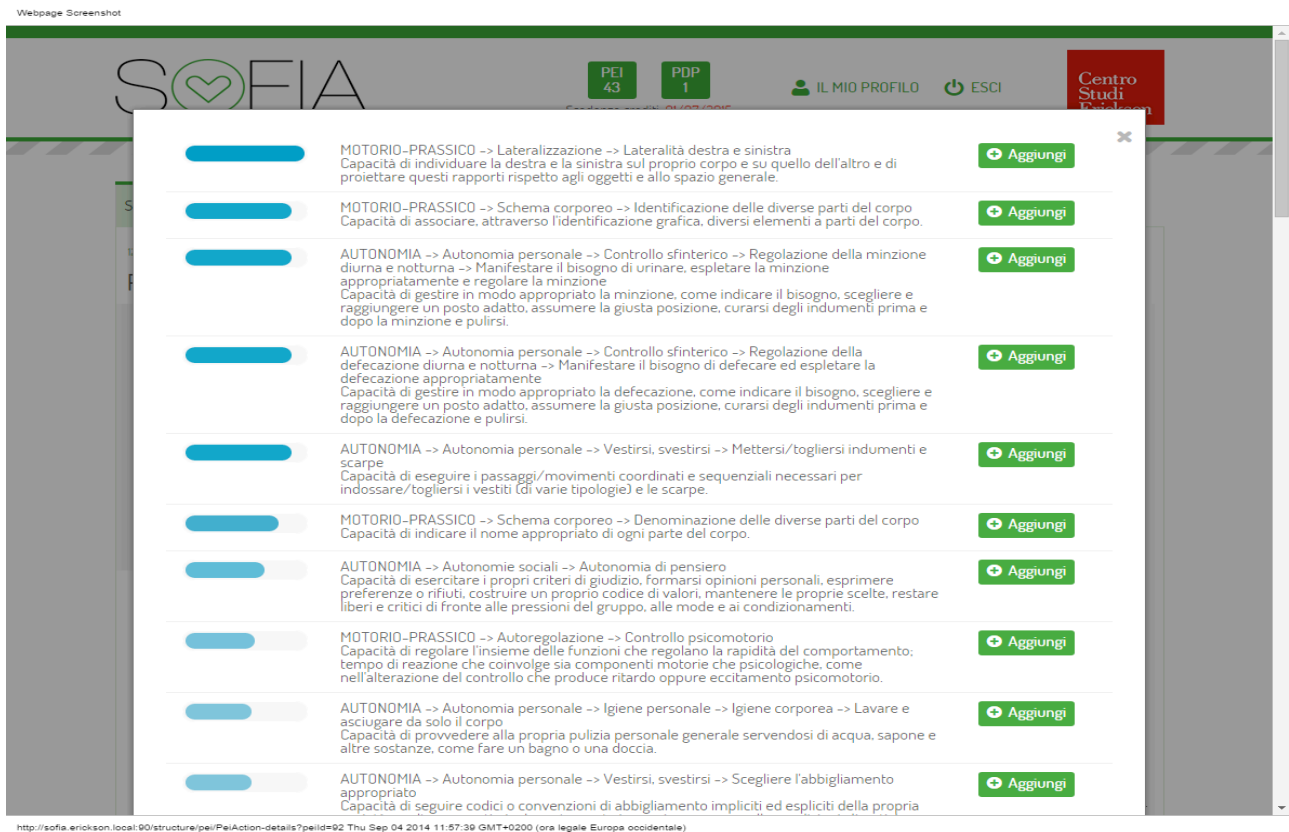 Webpage Screenshot
SOFIA
PEI
43
PDP
1
IL MIO PROFILO
ESCI
Centro
Studi
Erickson
01/07/2015
MOTORIO-PRASSICO -> Lateralizzazione -> Lateralità destra e sinistra
Capacità di individuare la destra e la sinistra sul proprio corpo e su quello dell'altro e di
proiettare questi rapporti rispetto agli oggetti e allo spazio generale.
Aggiungi
MOTORIO-PRASSICO -> Schema corporeo -> Identificazione delle diverse parti del corpo
Capacità di associare, attraverso l'identificazione grafica, diversi elementi a parti del corpo.
Aggiungi
AUTONOMIA -> Autonomia personale -> Controllo sfinterico -> Regolazione della minzione
diurna e notturna -> Manifestare il bisogno di urinare, espletare la minzione
appropriatamente e regolare la minzione
Capacità di gestire in modo appropriato la minzione, come indicare il bisogno, scegliere e
raggiungere un posto adatto, assumere la giusta posizione, curarsi degli indumenti prima e
dopo la minzione e pulirsi.
Aggiungi
AUTONOMIA -> Autonomia personale -> Controllo sfinterico -> Regolazione della
defecazione diurna e notturna -> Manifestare il bisogno di defecare ed espletare la
defecazione appropriatamente
Capacità di gestire in modo appropriato la defecazione, come indicare il bisogno, scegliere e
raggiungere un posto adatto, assumere la giusta posizione, curarsi degli indumenti prima e
dopo la defecazione e pulirsi.
Aggiungi
AUTONOMIA -> Autonomia personale -> Vestirsi, svestirsi -> Mettersi/togliersi indumenti e
scarpe
Capacità di eseguire i passaggi/movimenti coordinati e sequenziali necessari per
indossare/togliersi i vestiti (di varie tipologie) e le scarpe.
Aggiungi
MOTORIO-PRASSICO -> Schema corporeo -> Denominazione delle diverse parti del corpo
Capacità di indicare il nome appropriato di ogni parte del corpo.
Aggiungi
AUTONOMIA -> Autonomie sociali -> Autonomia di pensiero
Capacità di esercitare i propri criteri di giudizio, formarsi opinioni personali, esprimere
preferenze o rifiuti, costruire un proprio codice di valori, mantenere le proprie scelte, restare
liberi e critici di fronte alle pressioni del gruppo, alle mode e ai condizionamenti.
Aggiungi
MOTORIO-PRASSICO -> Autoregolazione -> Controllo psicomotorio
Capacità di regolare l'insieme delle funzioni che regolano la rapidità del comportamento;
tempo di reazione che coinvolge sia componenti motorie che psicologiche, come
nell'alterazione del controllo che produce ritardo oppure eccitamento psicomotorio.
Aggiungi
AUTONOMIA -> Autonomia personale -> Igiene personale -> Igiene corporea -> Lavare e
asciugare da solo il corpo
Capacità di provvedere alla propria pulizia personale generale servendosi di acqua, sapone e
altre sostanze, come fare un bagno o una doccia.
Aggiungi
AUTONOMIA -> Autonomia personale -> Vestirsi, svestirsi -> Scegliere l'abbigliamento
appropriato
Capacità di seguire codici o convenzioni di abbigliamento impliciti ed espliciti della propria
Aggiungi
http://sofia.erickson.local:90/structure/pei/PeiAction-details?peiId=92 Thu Sep 04 2014 11:57:39 GMT+0200 (ora legale Europa occidentale)